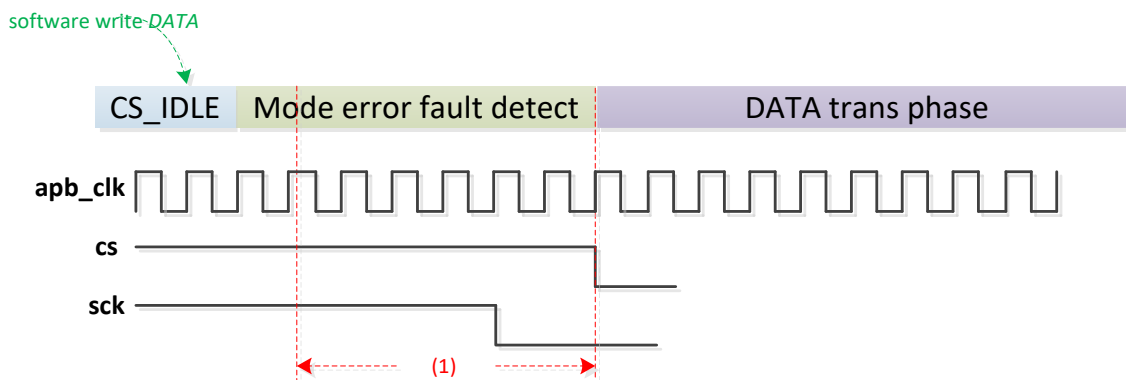 software write DATA
CS_IDLE Mode error fault detect DATA trans phase
apb_clk
cs
sck
(1)